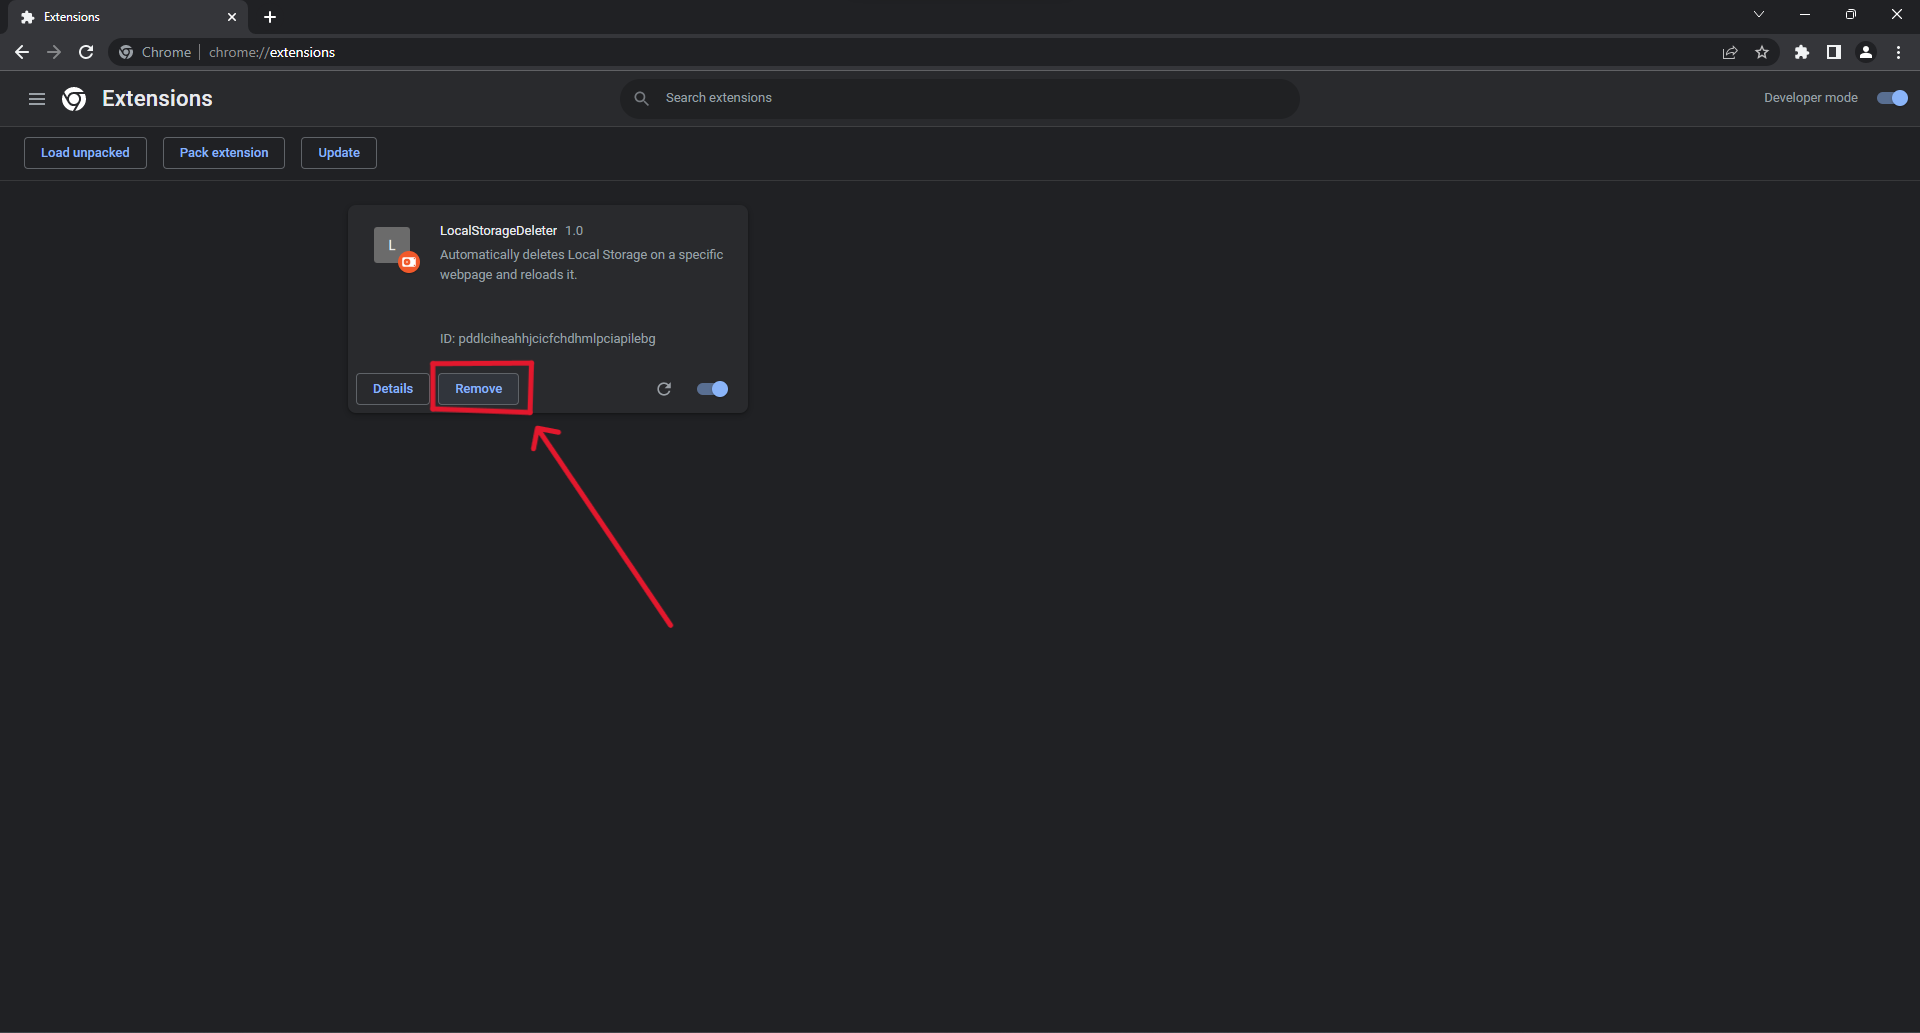 Extensions
Chrome
chrome://extensions
Extensions
Search extensions
Developer mode
Load unpacked
Pack extension
Update
L
LocalStorageDeleter 1.0
Automatically deletes Local Storage on a specific
webpage and reloads it.
ID: pddlciheahhjcicfchdhmlpciapilebg
Details
Remove